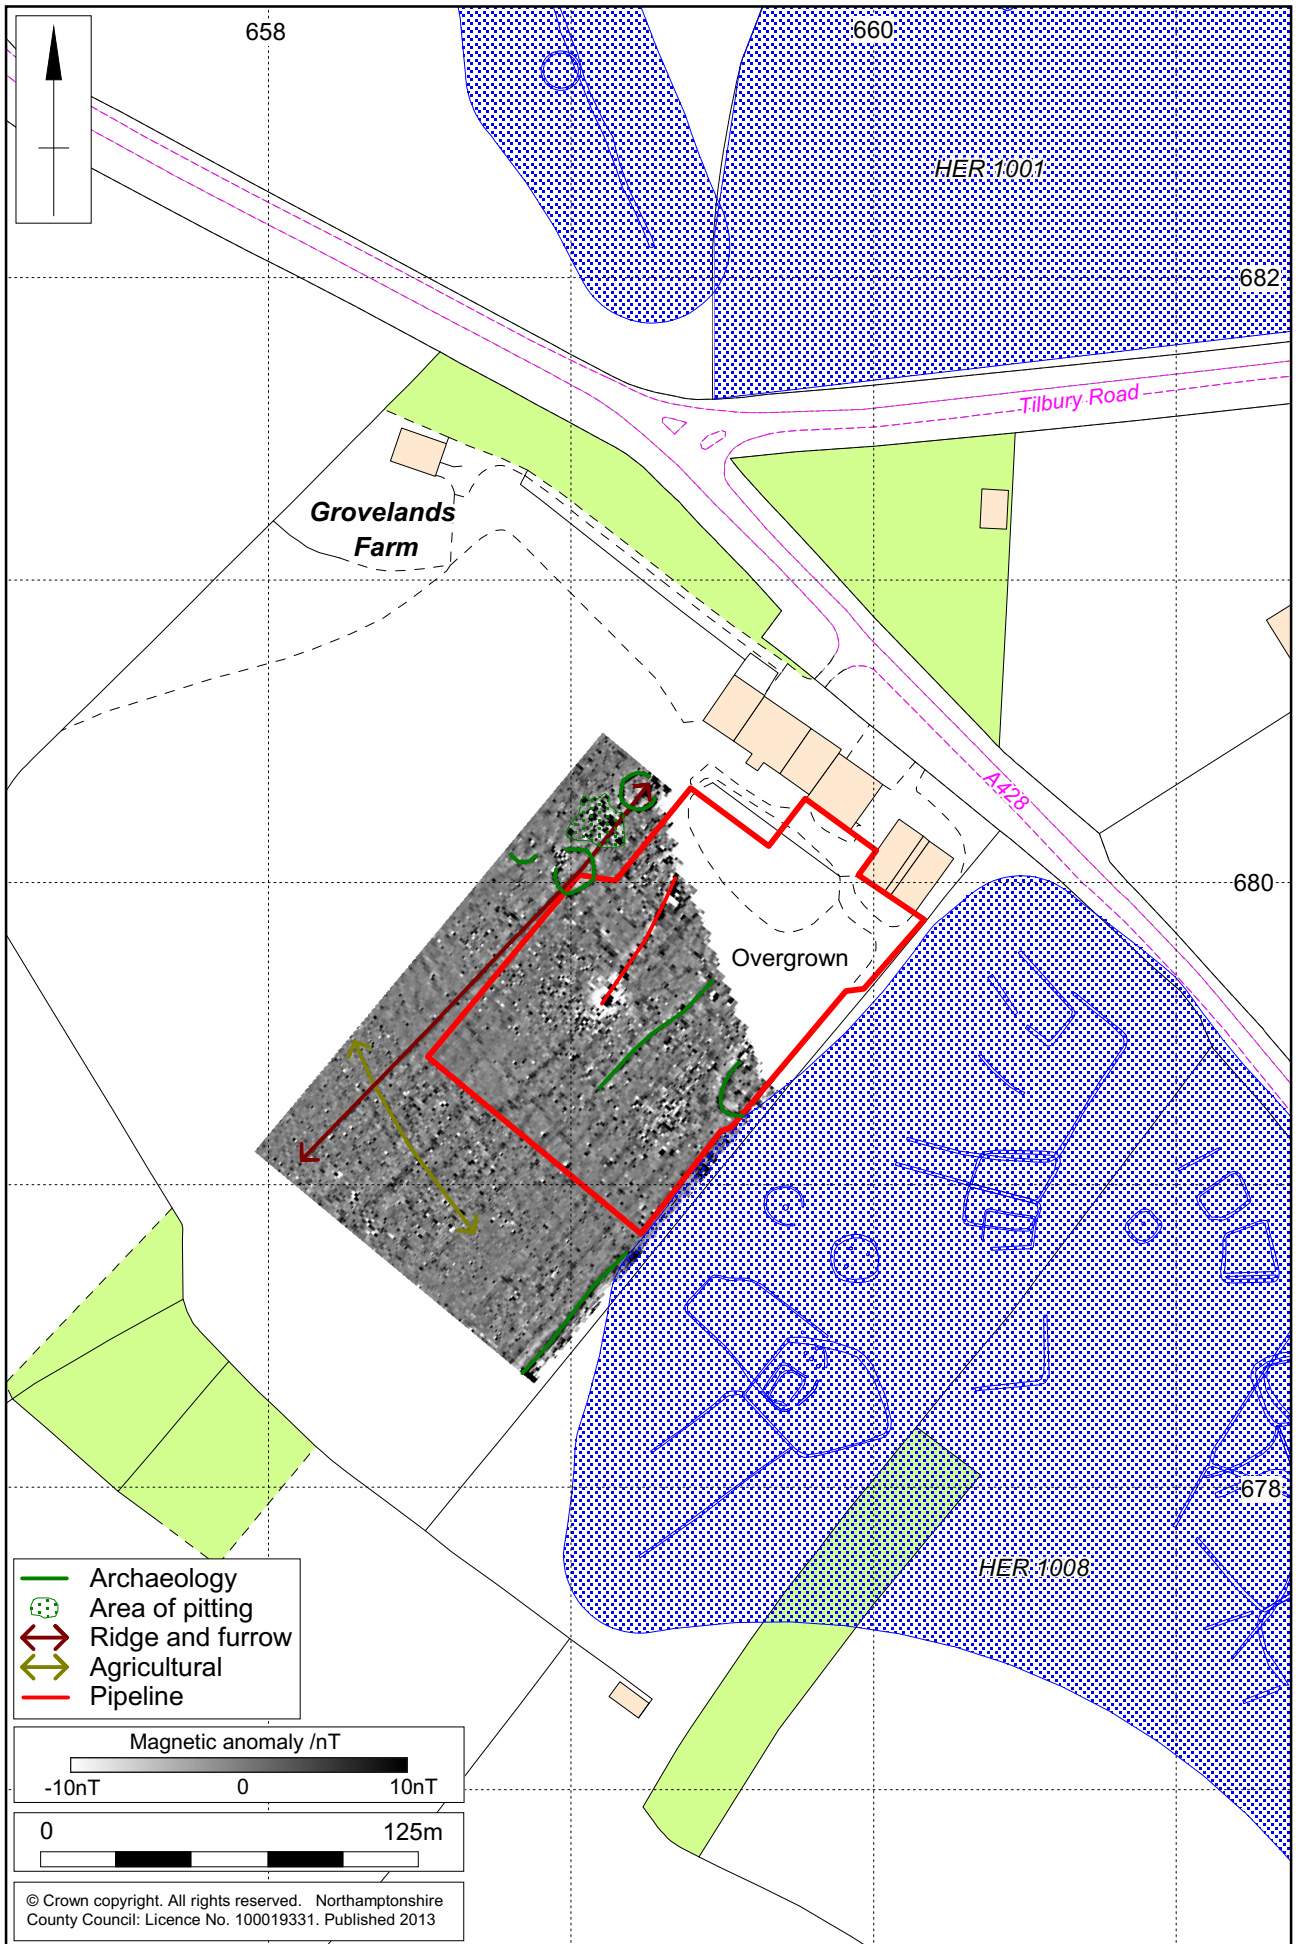 658
660
HER 1001
682
Tilbury Road
Grovelands
Farm
A428
680
Overgrown
678
HER 1008
Archaeology
Area of pitting
Ridge and furrow
Agricultural
Pipeline
Magnetic anomaly /nT
-10nT 0 10nT
0 125m
© Crown copyright. All rights reserved. Northamptonshire
County Council: Licence No. 100019331. Published 2013